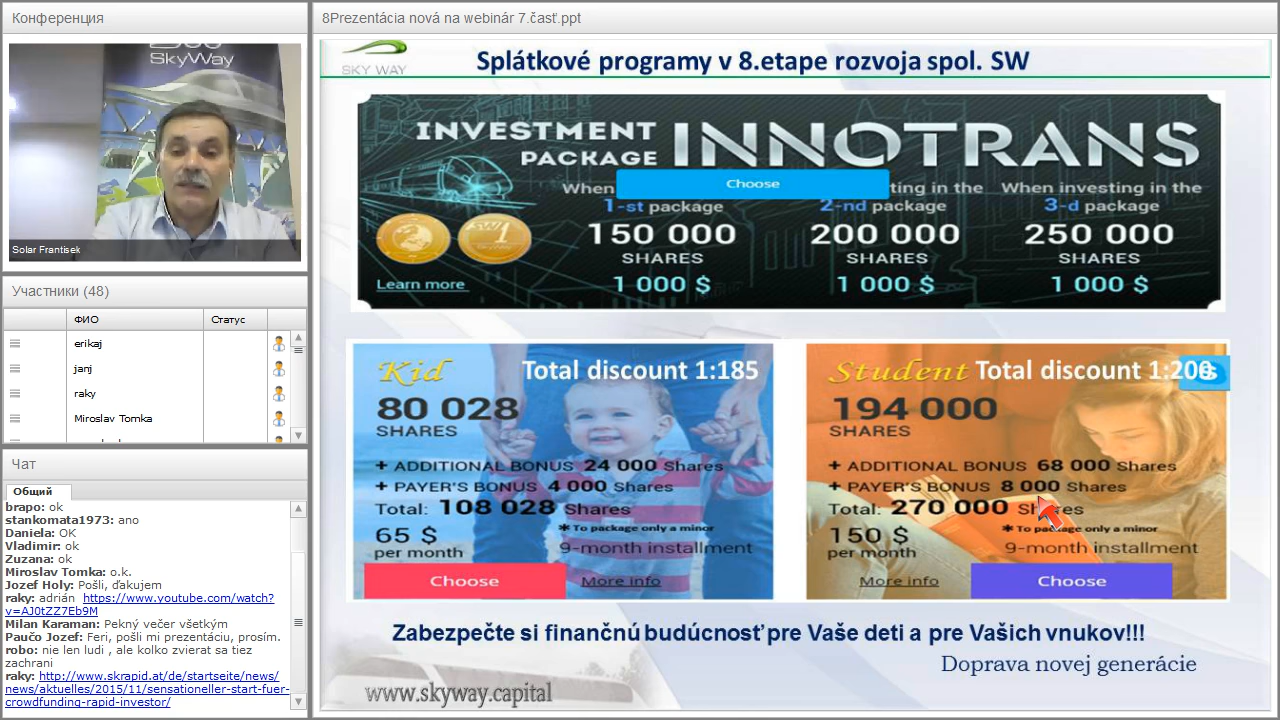 Конференция
SkyWay
Solar Frantisek
Участники (48)
ФИО
Статус
erikaj
janj
raky
Miroslav Tomka
Чат
Общий
brapo: ok
stankomata1973: ano
Daniela: OK
Vladimir: ok
Zuzana: ok
Miroslav Tomka: o.k.
Jozef Holy: Pošli, ďakujem
raky: adrián https://www.youtube.com/watch?
v=AJ0tZZ7Eb9M
Milan Karaman: Pekný večer všetkým
Paučo Jozef: Feri, pošli mi prezentáciu, prosím.
robo: nie len ludi , ale kolko zvierat sa tiez
zachrani
raky: http://www.skrapid.at/de/startseite/news/
news/aktuelles/2015/11/sensationeller-start-fuer-
crowdfunding-rapid-investor/
8Prezentácia nová na webinár 7.časť.ppt
SKY WAY
Splátkové programy v 8.etape rozvoja spol. SW
INVESTMENT
PACKAGE
INNOTRANS
When
Choose
ting in the
When investing in the
1-st package
2-nd package
3-d package
SW1
SkyWay
150 000
200 000
250 000
SHARES
SHARES
SHARES
Learn more
1 000 $
1 000 $
1 000 $
Kid
Total discount 1:185
80 028
SHARES
+ ADDITIONAL BONUS 24 000 Shares
+ PAYER'S BONUS 4 000 Shares
Total: 108 028 Shares
65 $
per month
* To package only a minor
9-month installment
Choose
More info
Student
Total discount 1:200
194 000
SHARES
+ ADDITIONAL BONUS 68 000 Shares
+ PAYER'S BONUS 8 000 Shares
Total: 270 000 Shares
150 $
per month
* To package only a minor
9-month installment
More info
Choose
Zabezpečte si finančnú budúcnosť pre Vaše deti a pre Vašich vnukov!!!
Doprava novej generácie
www.skyway.capital